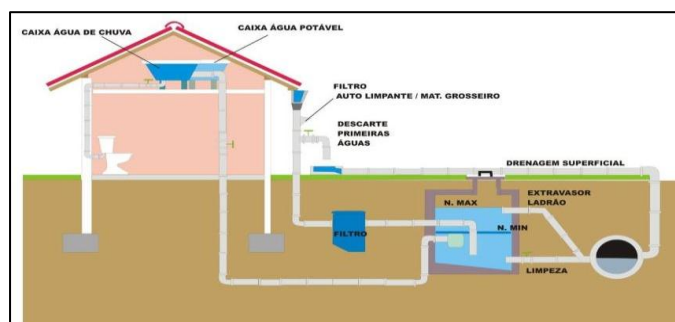 CAIXA ÁGUA DE CHUVA
CAIXA ÁGUA POTÁVEL
FILTRO
AUTO LIMPANTE / MAT. GROSSEIRO
DESCARTE
PRIMEIRAS
ÁGUAS
DRENAGEM SUPERFICIAL
N. MAX
EXTRAVASOR
LADRÃO
N. MIN
FILTRO
LIMPEZA